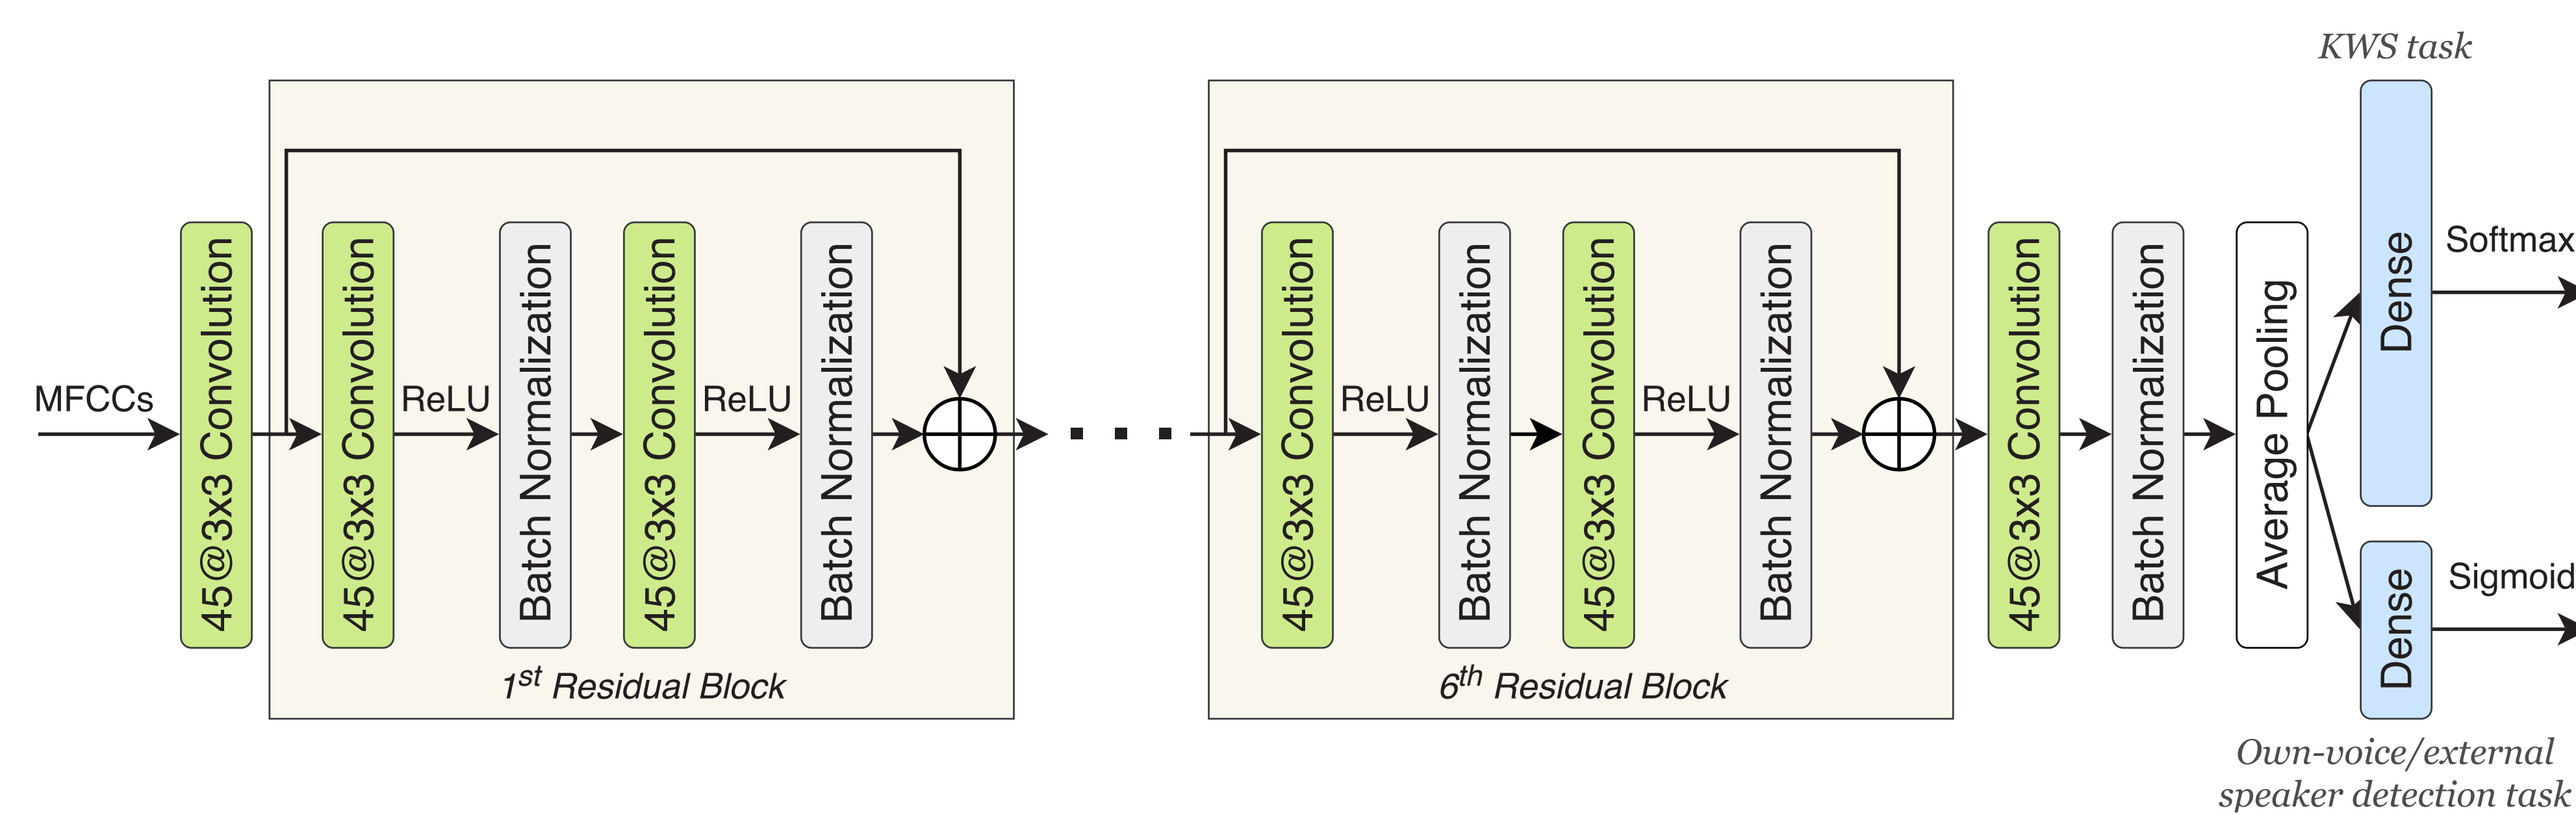 KWS task
MFCCs
45@3x3 Convolution
45@3x3 Convolution
ReLU
Batch Normalization
45@3x3 Convolution
ReLU
Batch Normalization
1st Residual Block
45@3x3 Convolution
ReLU
Batch Normalization
45@3x3 Convolution
ReLU
Batch Normalization
6th Residual Block
45@3x3 Convolution
Batch Normalization
Average Pooling
Dense
Softmax
Dense
Sigmoid
Own-voice/external
speaker detection task